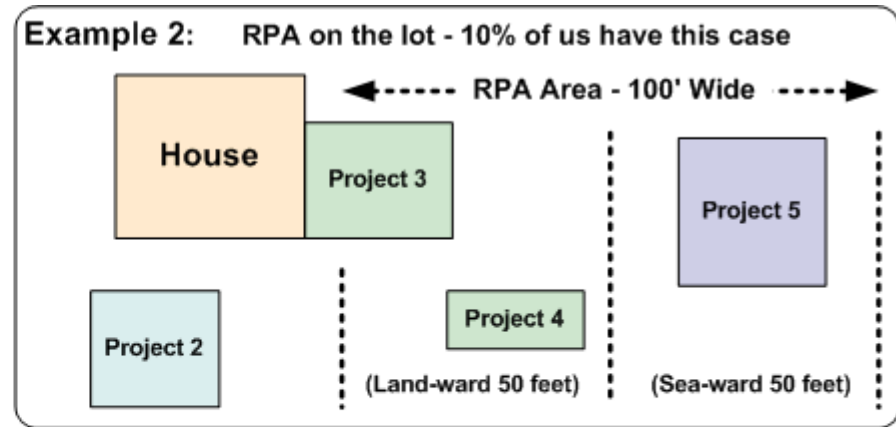 Example 2: RPA on the lot - 10% of us have this case
RPA Area - 100' Wide
House
Project 3
Project 5
Project 2
Project 4
(Land-ward 50 feet)
(Sea-ward 50 feet)